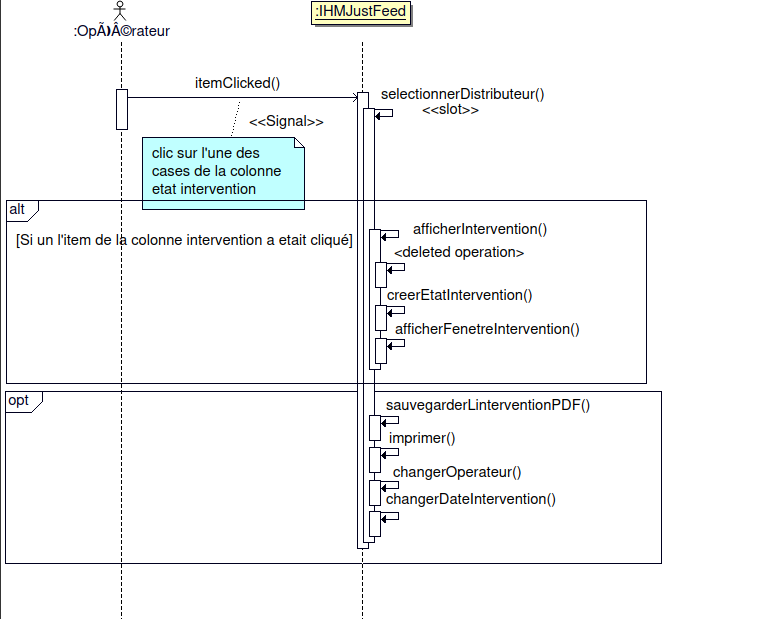 :OpÃ›Â©rateur
:IHMJustFeed
itemClicked()
selectionnerDistributeur()
<<slot>>
<<Signal>>
clic sur l'une des
cases de la colonne
etat intervention
alt
[Si un l'item de la colonne intervention a etait cliqué]
afficherIntervention()
<deleted operation>
creerEtatIntervention()
afficherFenetreIntervention()
opt
sauvegarderLinterventionPDF()
imprimer()
changerOperateur()
changerDateIntervention()